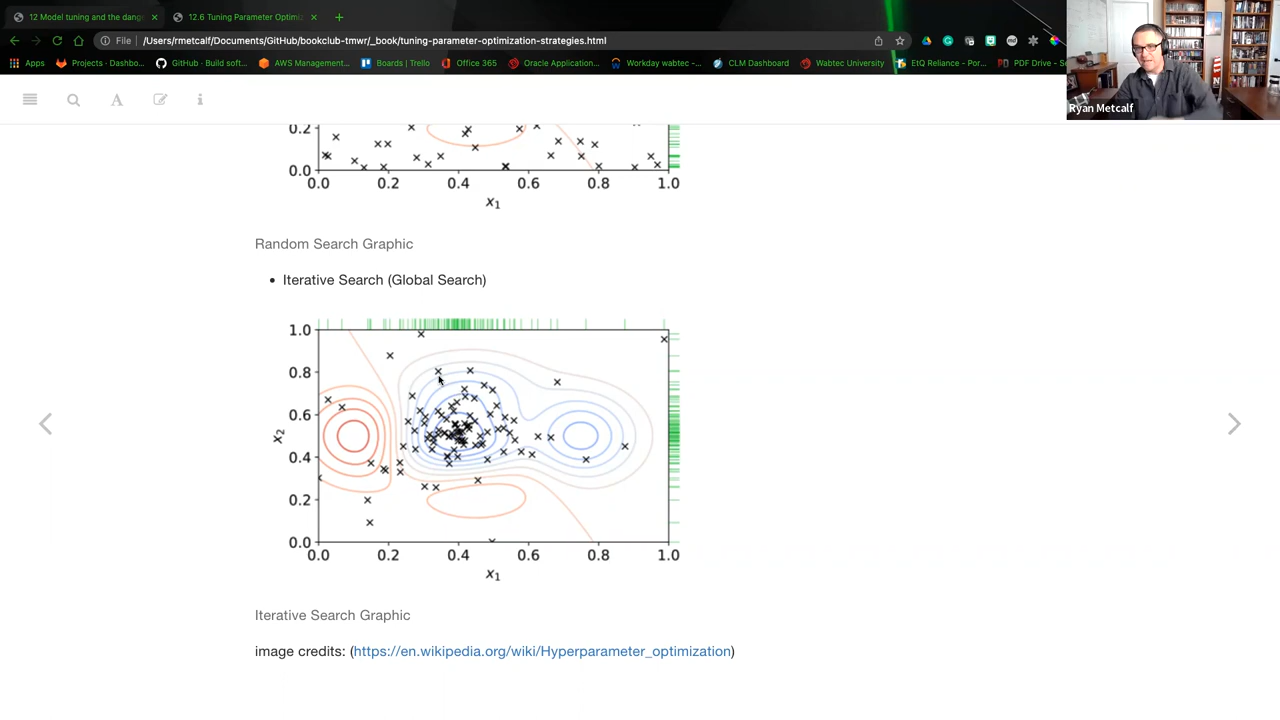 12 Model tuning and the dange
12.6 Tuning Parameter Optimiz
File | /Users/rmetcalf/Documents/GitHub/bookclub-tmwr/_book/tuning-parameter-optimization-strategies.html
Apps Projects · Dashbo... GitHub · Build soft... AWS Management... Boards | Trello Office 365 Oracle Application... Workday wabtec –... CLM Dashboard Wabtec University EtQ Reliance – Por... PDF Drive – Se
Ryan Metcalf
0.2
0.0
0.0 0.2 0.4 0.6 0.8 1.0
x1
Random Search Graphic
• Iterative Search (Global Search)
1.0
0.8
0.6
x2
0.4
0.2
0.0
0.0 0.2 0.4 0.6 0.8 1.0
x1
Iterative Search Graphic
image credits: (https://en.wikipedia.org/wiki/Hyperparameter_optimization)